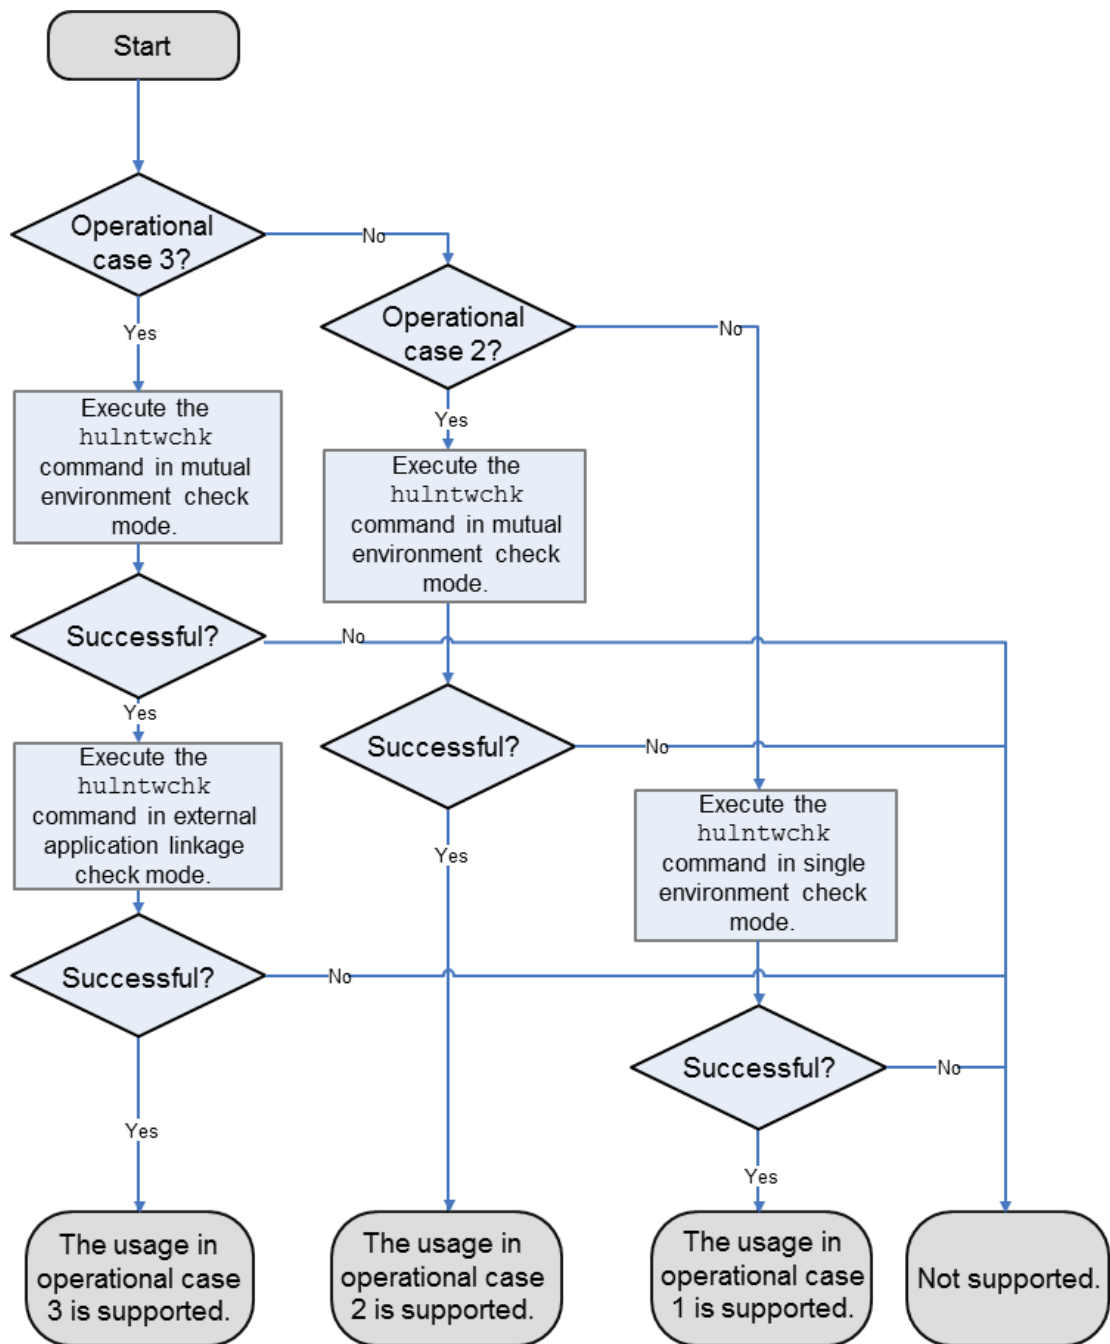 Start
Operational
case 3?
No
Operational
case 2?
No
Yes
Yes
Execute the
hulntwchk
command in mutual
environment check
mode.
Execute the
hulntwchk
command in mutual
environment check
mode.
Successful?
No
Yes
Successful?
No
Execute the
hulntwchk
command in external
application linkage
check mode.
Execute the
hulntwchk
command in single
environment check
mode.
Yes
Successful?
No
Successful?
No
Yes
Yes
The usage in
operational case
3 is supported.
The usage in
operational case
2 is supported.
The usage in
operational case
1 is supported.
Not supported.